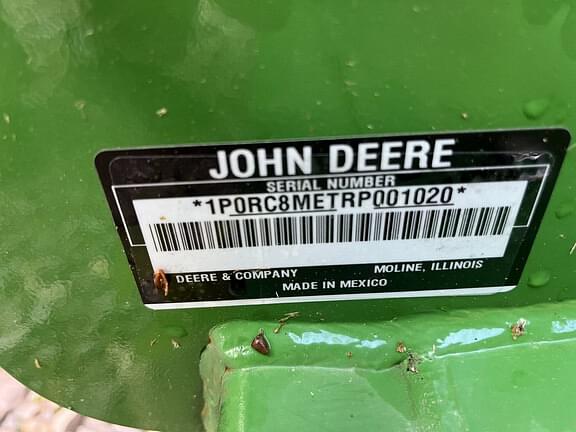 JOHN DEERE
SERIAL NUMBER
*1P0RC8METRP001020*
DEERE & COMPANY MOLINE, ILLINOIS
MADE IN MEXICO